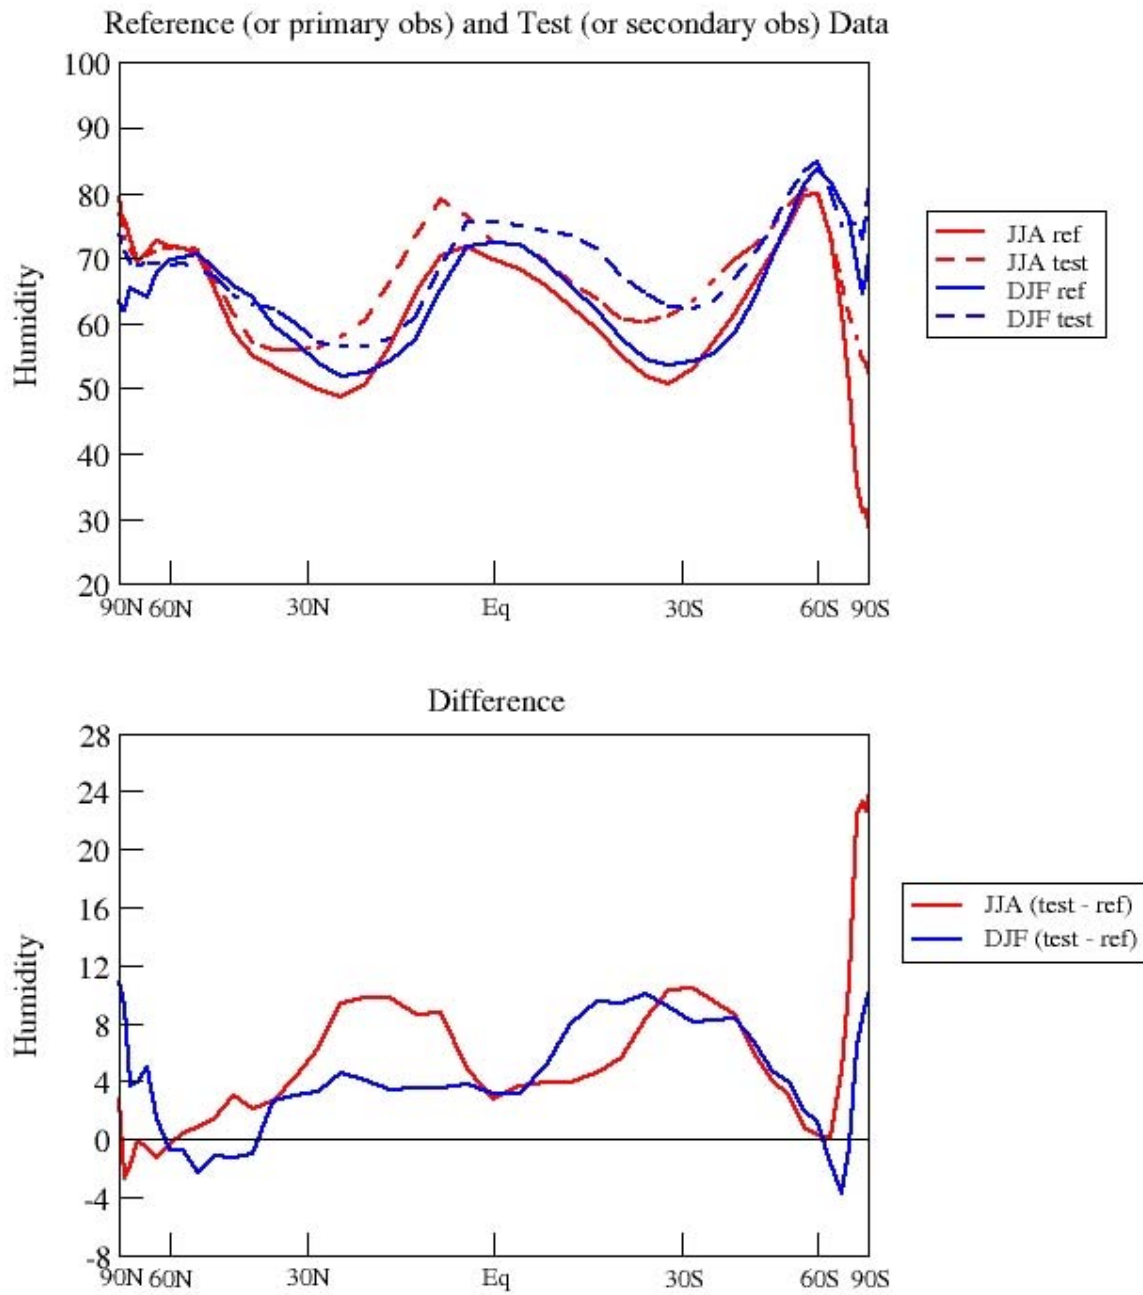 Reference (or primary obs) and Test (or secondary obs) Data
100
90
80
70
60
50
40
30
20
Humidity
90N 60N 30N Eq 30S 60S 90S
JJA ref
JJA test
DJF ref
DJF test
Difference
28
24
20
16
12
8
4
0
-4
-8
Humidity
90N 60N 30N Eq 30S 60S 90S
JJA (test - ref)
DJF (test - ref)